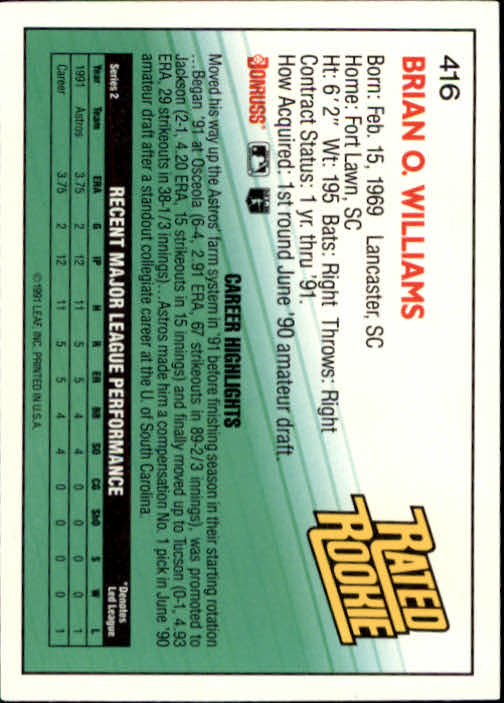 416
BRIAN O. WILLIAMS
Born: Feb. 15, 1969 Lancaster, SC
Home: Fort Lawn, SC
Ht: 6'2" Wt: 195 Bats: Right Throws: Right
Contract Status: 1 yr. thru '91.
How Acquired: 1st round June '90 amateur draft.
RATED
ROOKIE
DONRUSS
CAREER HIGHLIGHTS
Moved his way up the Astros' farm system in '91 before finishing season in their starting rotation
...Began '91 at Osceola (6-4, 2.91 ERA, 67 strikeouts in 89-2/3 innings), was promoted to
Jackson (2-1, 4.20 ERA, 15 strikeouts in 15 innings) and finally moved up to Tucson (0-1, 4.93
ERA, 29 strikeouts in 38-1/3 innings)...Astros made him a compensation No. 1 pick in June '90
amateur draft after a standout collegiate career at the U. of South Carolina.
Series 2 RECENT MAJOR LEAGUE PERFORMANCE *Denotes Led League
Year Team ERA G IP H R ER BB SO CG ShO S W L
1991 Astros 3.75 2 12 11 5 5 4 4 0 0 0 0 1
Career 3.75 2 12 11 5 5 4 4 0 0 0 0 1
©1991 LEAF, INC. PRINTED IN U.S.A.